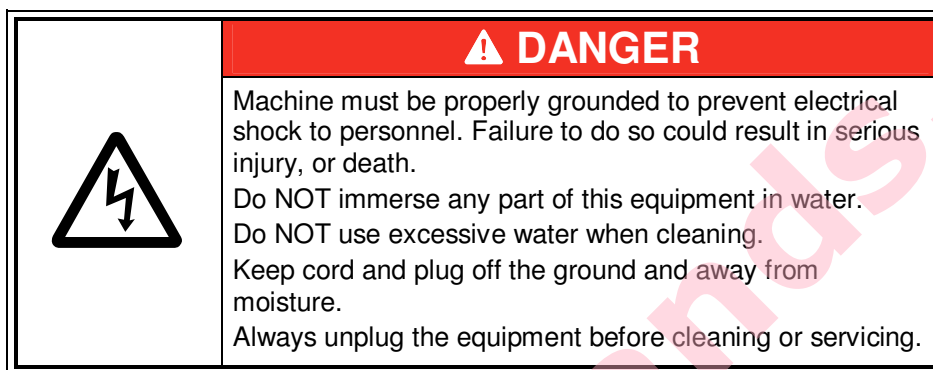 DANGER
Machine must be properly grounded to prevent electrical
shock to personnel. Failure to do so could result in serious
injury, or death.
Do NOT immerse any part of this equipment in water.
Do NOT use excessive water when cleaning.
Keep cord and plug off the ground and away from
moisture.
Always unplug the equipment before cleaning or servicing.